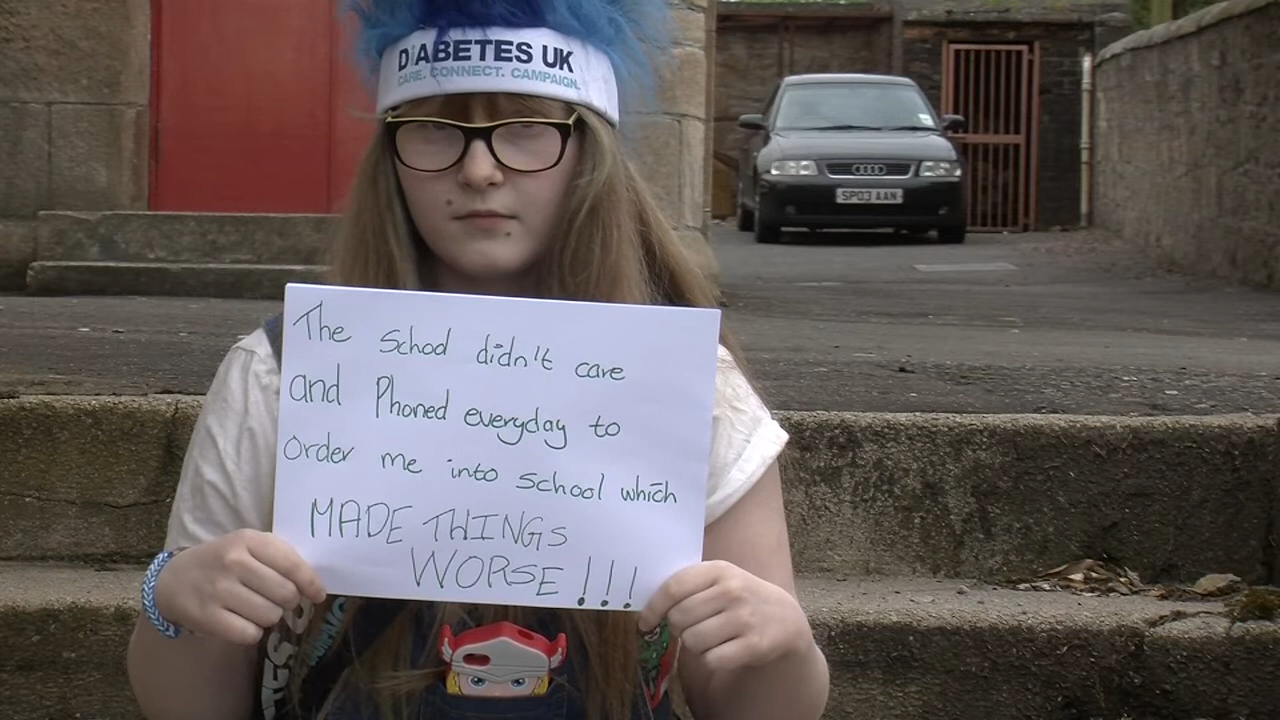 DIABETES UK
CARE. CONNECT. CAMPAIGN.
SP03 AAN
The school didn't care
and Phoned everyday to
order me into school which
MADE THINGS
WORSE!!!